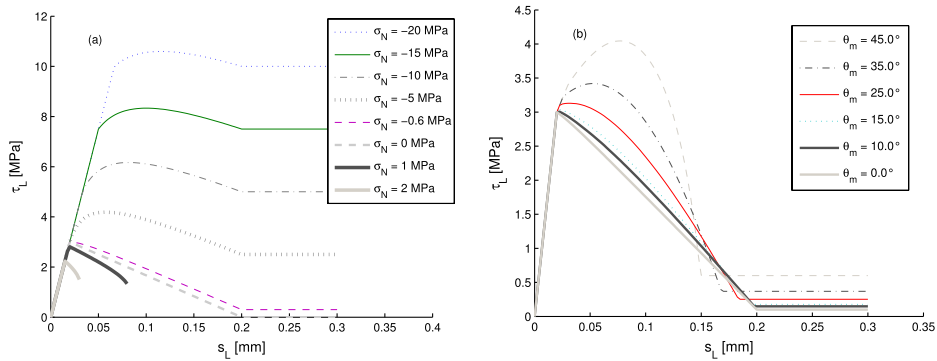 (a)
τ_L [MPa]
12
10
8
6
4
2
0
0
0.05
0.1
0.15
0.2
0.25
0.3
0.35
0.4
s_L [mm]
σ_N = −20 MPa
σ_N = −15 MPa
σ_N = −10 MPa
σ_N = −5 MPa
σ_N = −0.6 MPa
σ_N = 0 MPa
σ_N = 1 MPa
σ_N = 2 MPa
(b)
τ_L [MPa]
4.5
4
3.5
3
2.5
2
1.5
1
0.5
0
0
0.05
0.1
0.15
0.2
0.25
0.3
0.35
s_L [mm]
θ_m = 45.0°
θ_m = 35.0°
θ_m = 25.0°
θ_m = 15.0°
θ_m = 10.0°
θ_m = 0.0°